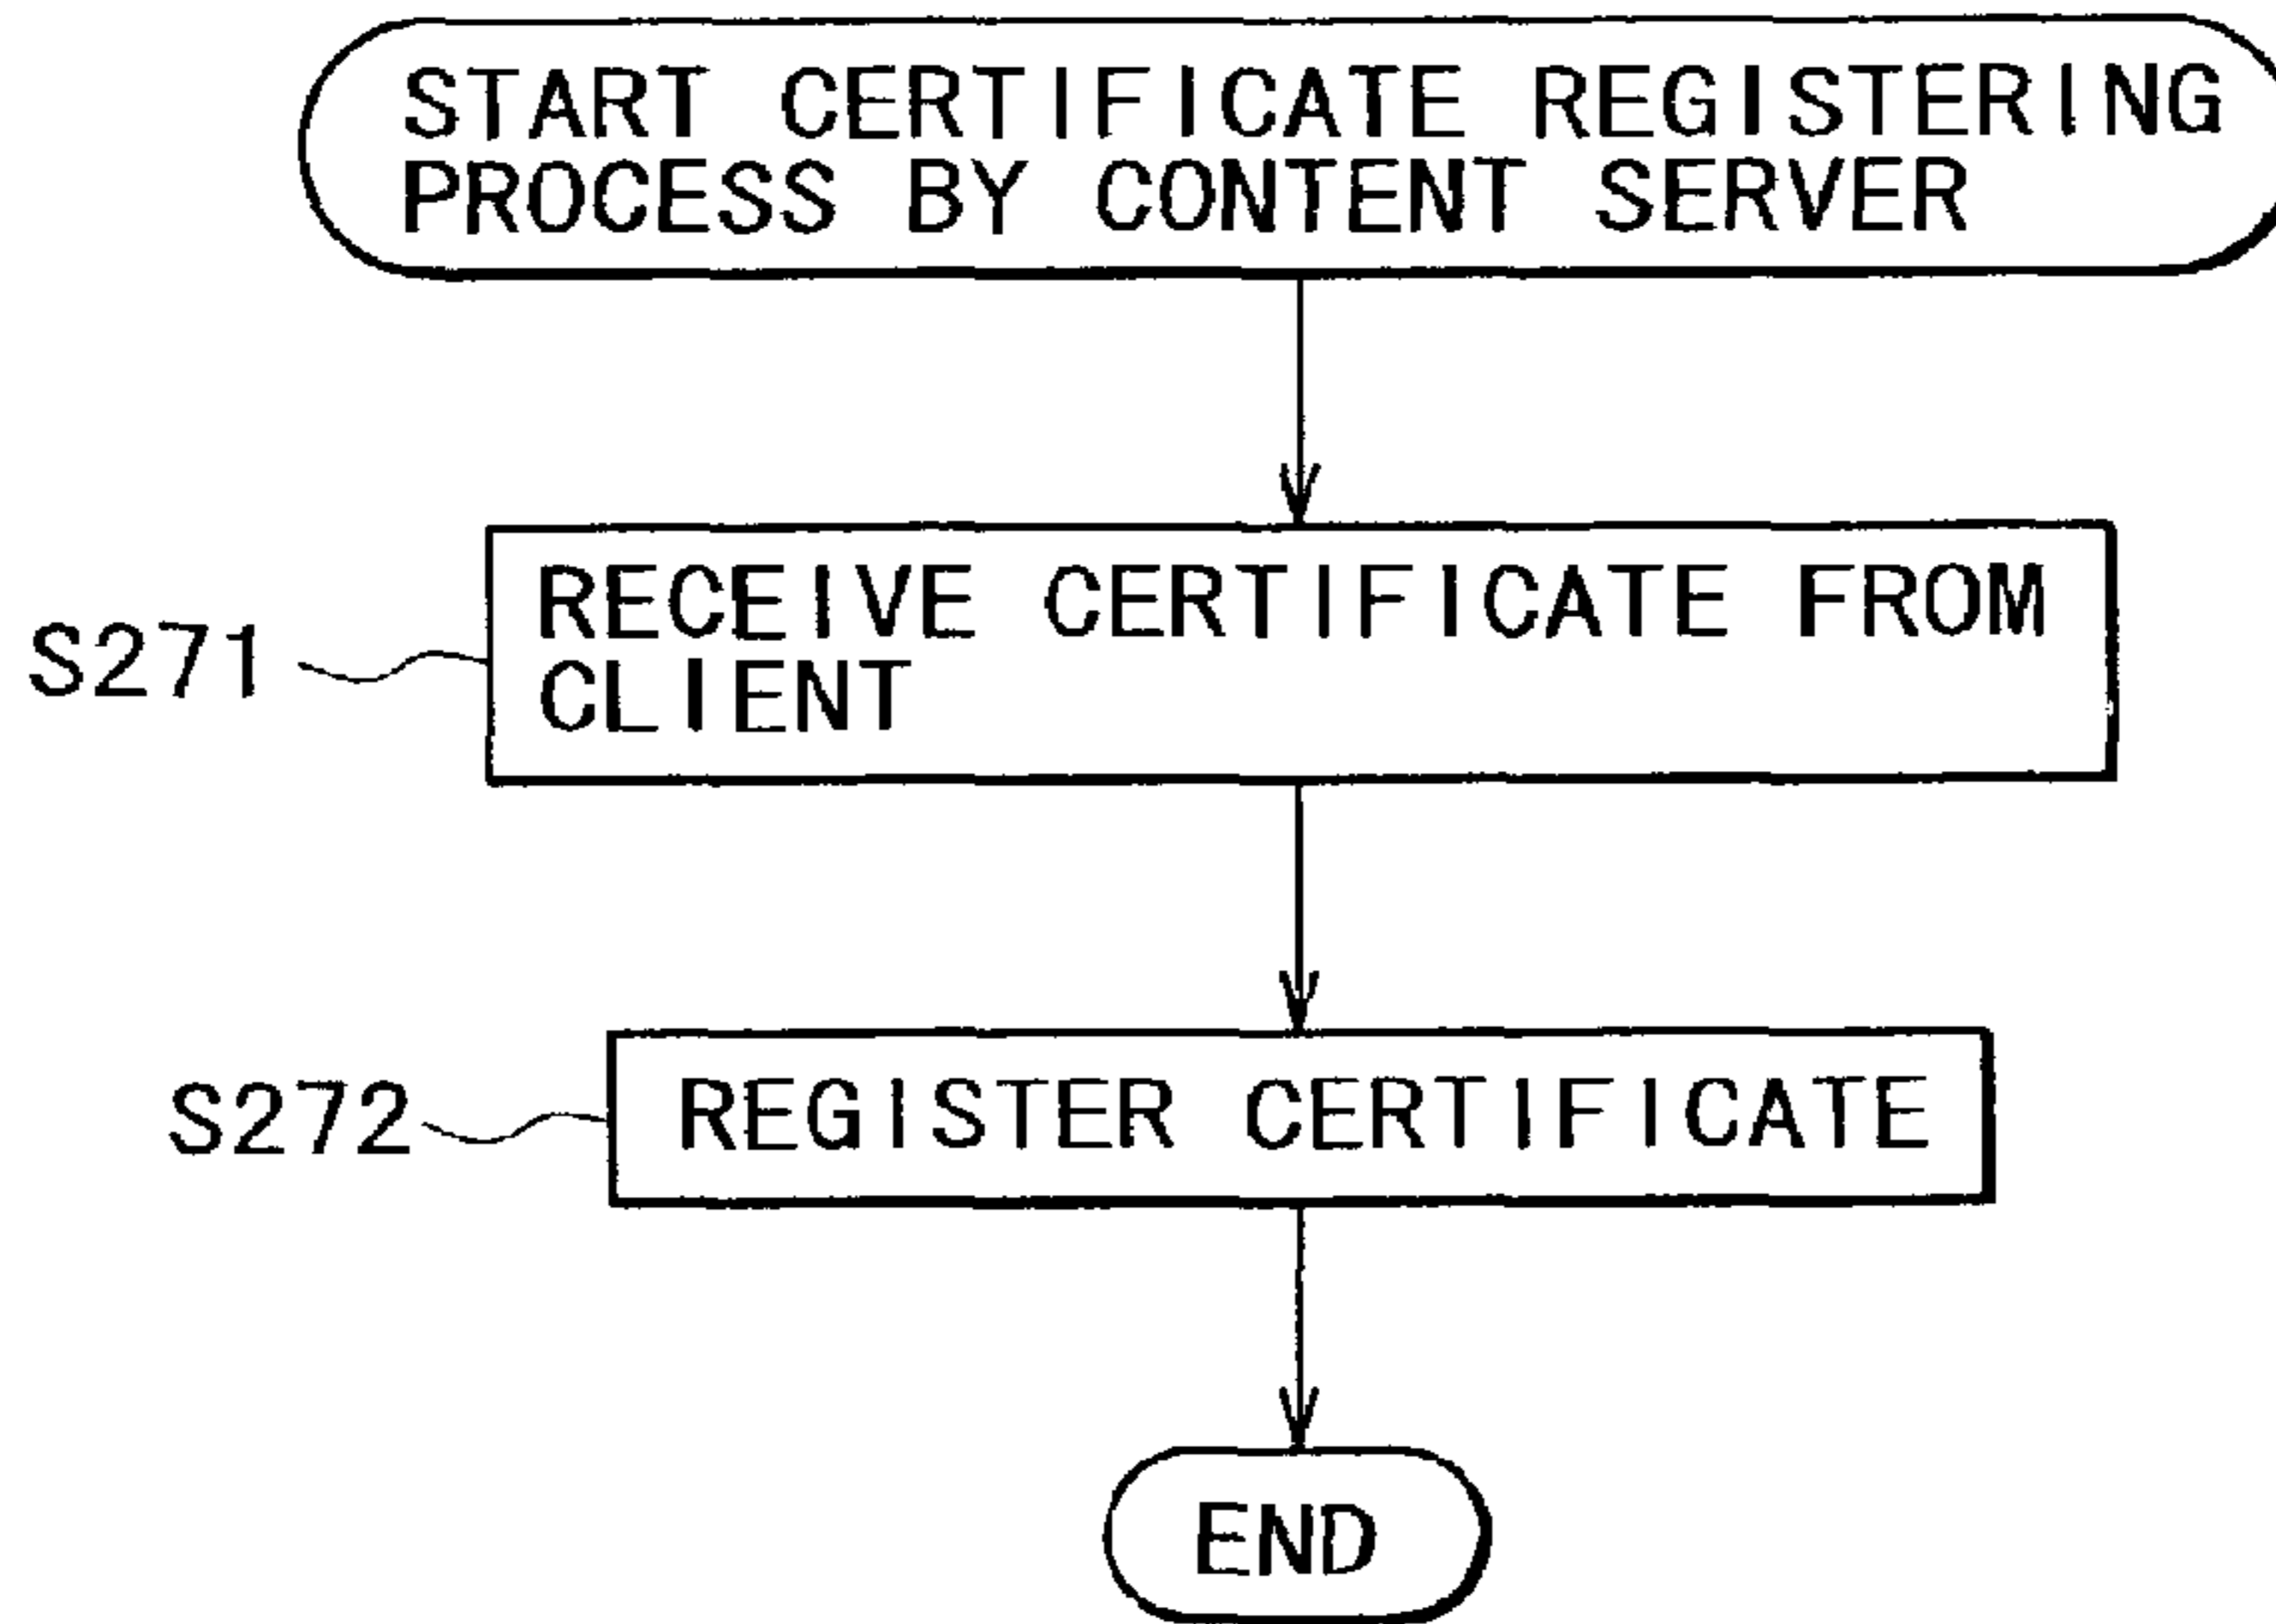 START CERTIFICATE REGISTERING
PROCESS BY CONTENT SERVER
S271
RECEIVE CERTIFICATE FROM
CLIENT
S272
REGISTER CERTIFICATE
END